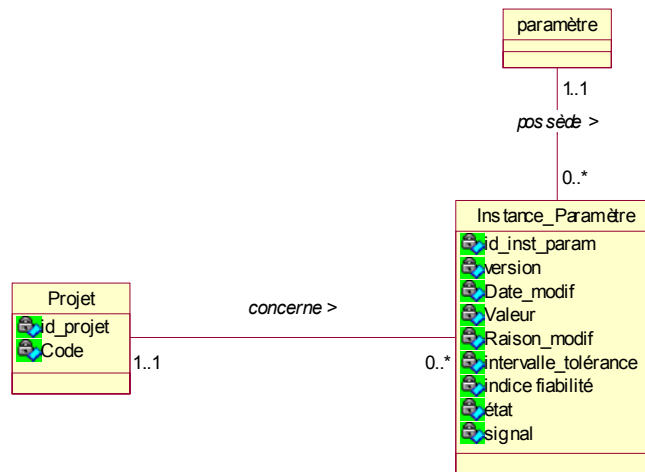 paramètre
1..1
possède >
0..*
Instance_Paramètre
id_inst_param
version
Date_modif
Valeur
Raison_modif
intervalle_tolérance
indice fiabilité
état
signal
Projet
id_projet
Code
concerne >
1..1
0..*